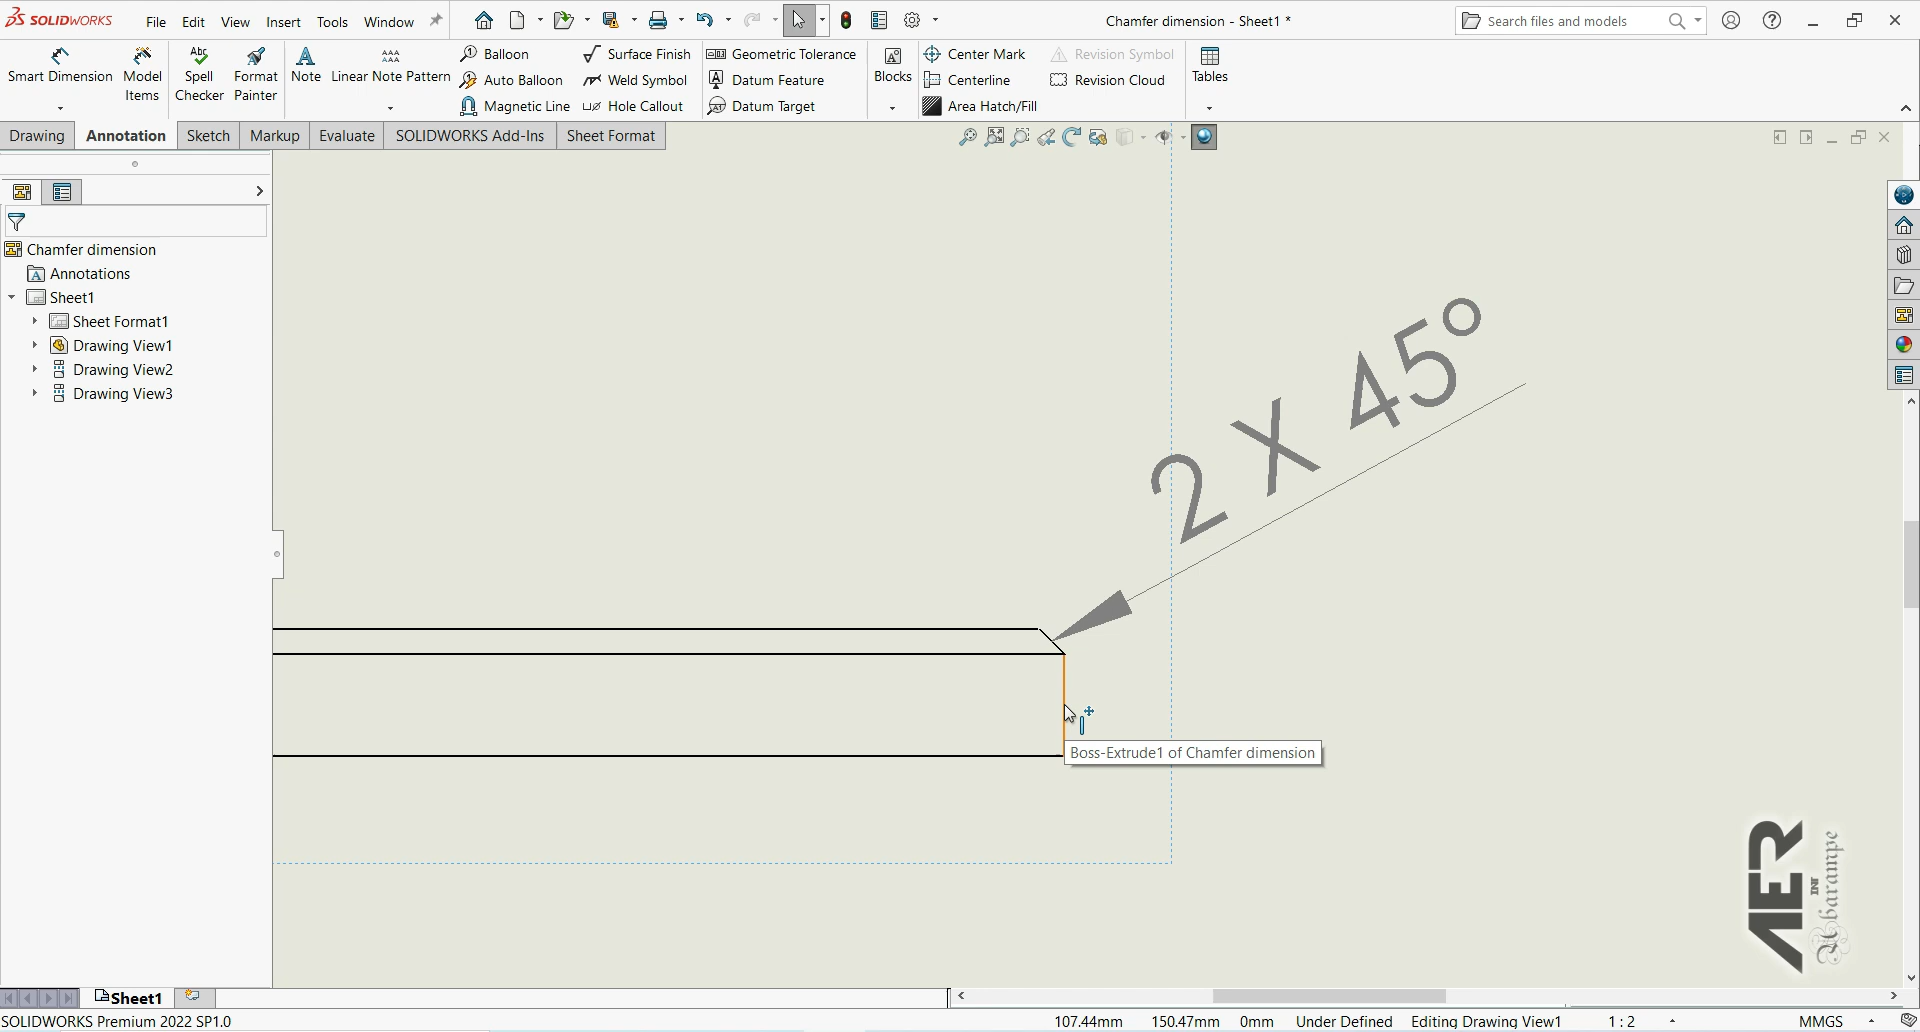 SOLIDWORKS File Edit View Insert Tools Window Chamfer dimension - Sheet1 * Search files and models
Smart Dimension Model Items Spell Checker Format Painter Note Linear Note Pattern
Balloon Surface Finish Geometric Tolerance Blocks Center Mark Revision Symbol Tables
Auto Balloon Weld Symbol Datum Feature Centerline Revision Cloud
Magnetic Line Hole Callout Datum Target Area Hatch/Fill
Drawing Annotation Sketch Markup Evaluate SOLIDWORKS Add-Ins Sheet Format
Chamfer dimension
Annotations
Sheet1
Sheet Format1
Drawing View1
Drawing View2
Drawing View3
2 X 45°
Boss-Extrude1 of Chamfer dimension
AER
INF
Sheet1
SOLIDWORKS Premium 2022 SP1.0 107.44mm 150.47mm 0mm Under Defined Editing Drawing View1 1:2 MMGS